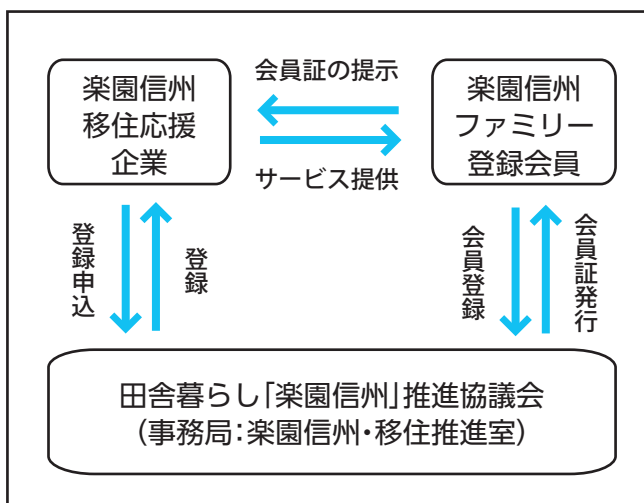 楽園信州
移住応援
企業
会員証の提示
サービス提供
楽園信州
ファミリー
登録会員
登録申込
登録
会員登録
会員証発行
田舎暮らし「楽園信州」推進協議会
(事務局:楽園信州・移住推進室)